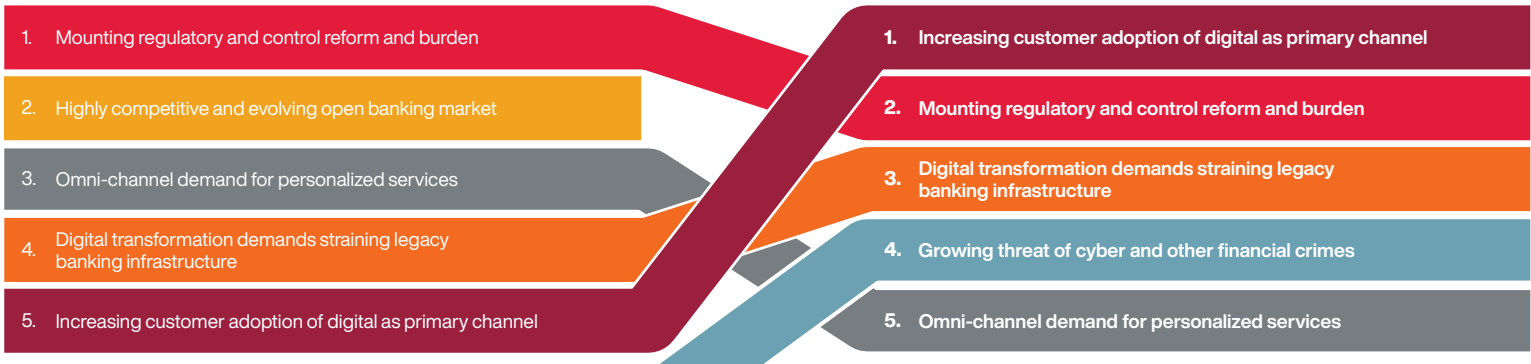 1. Mounting regulatory and control reform and burden
2. Highly competitive and evolving open banking market
3. Omni-channel demand for personalized services
4. Digital transformation demands straining legacy
banking infrastructure
5. Increasing customer adoption of digital as primary channel
1. Increasing customer adoption of digital as primary channel
2. Mounting regulatory and control reform and burden
3. Digital transformation demands straining legacy
banking infrastructure
4. Growing threat of cyber and other financial crimes
5. Omni-channel demand for personalized services